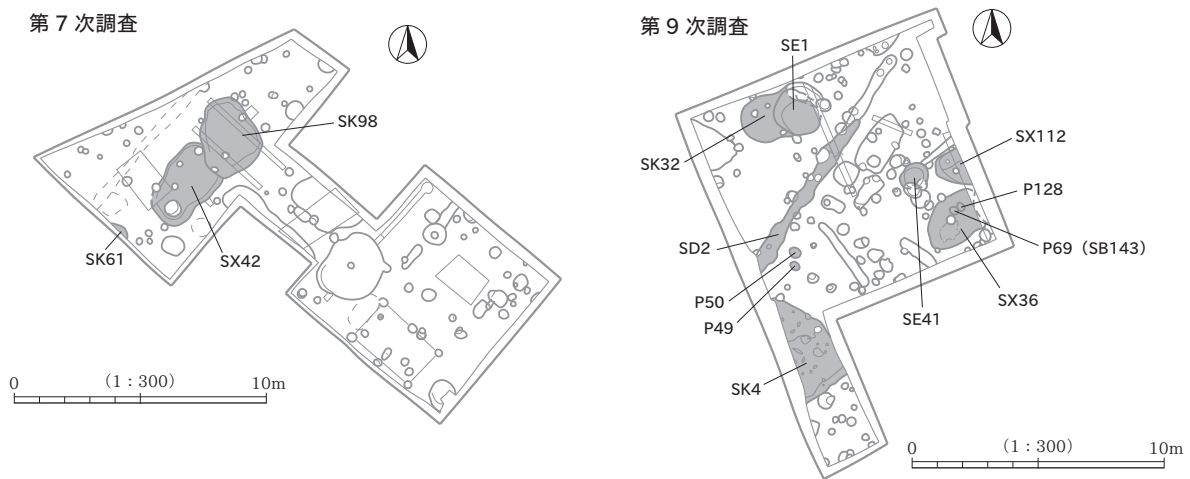 第 7 次調査
SK98
SK61
SX42
0
（1：300）
10m
第 9 次調査
SE1
SX112
SK32
P128
SD2
P69（SB143）
P50
SX36
P49
SE41
SK4
0
（1：300）
10m